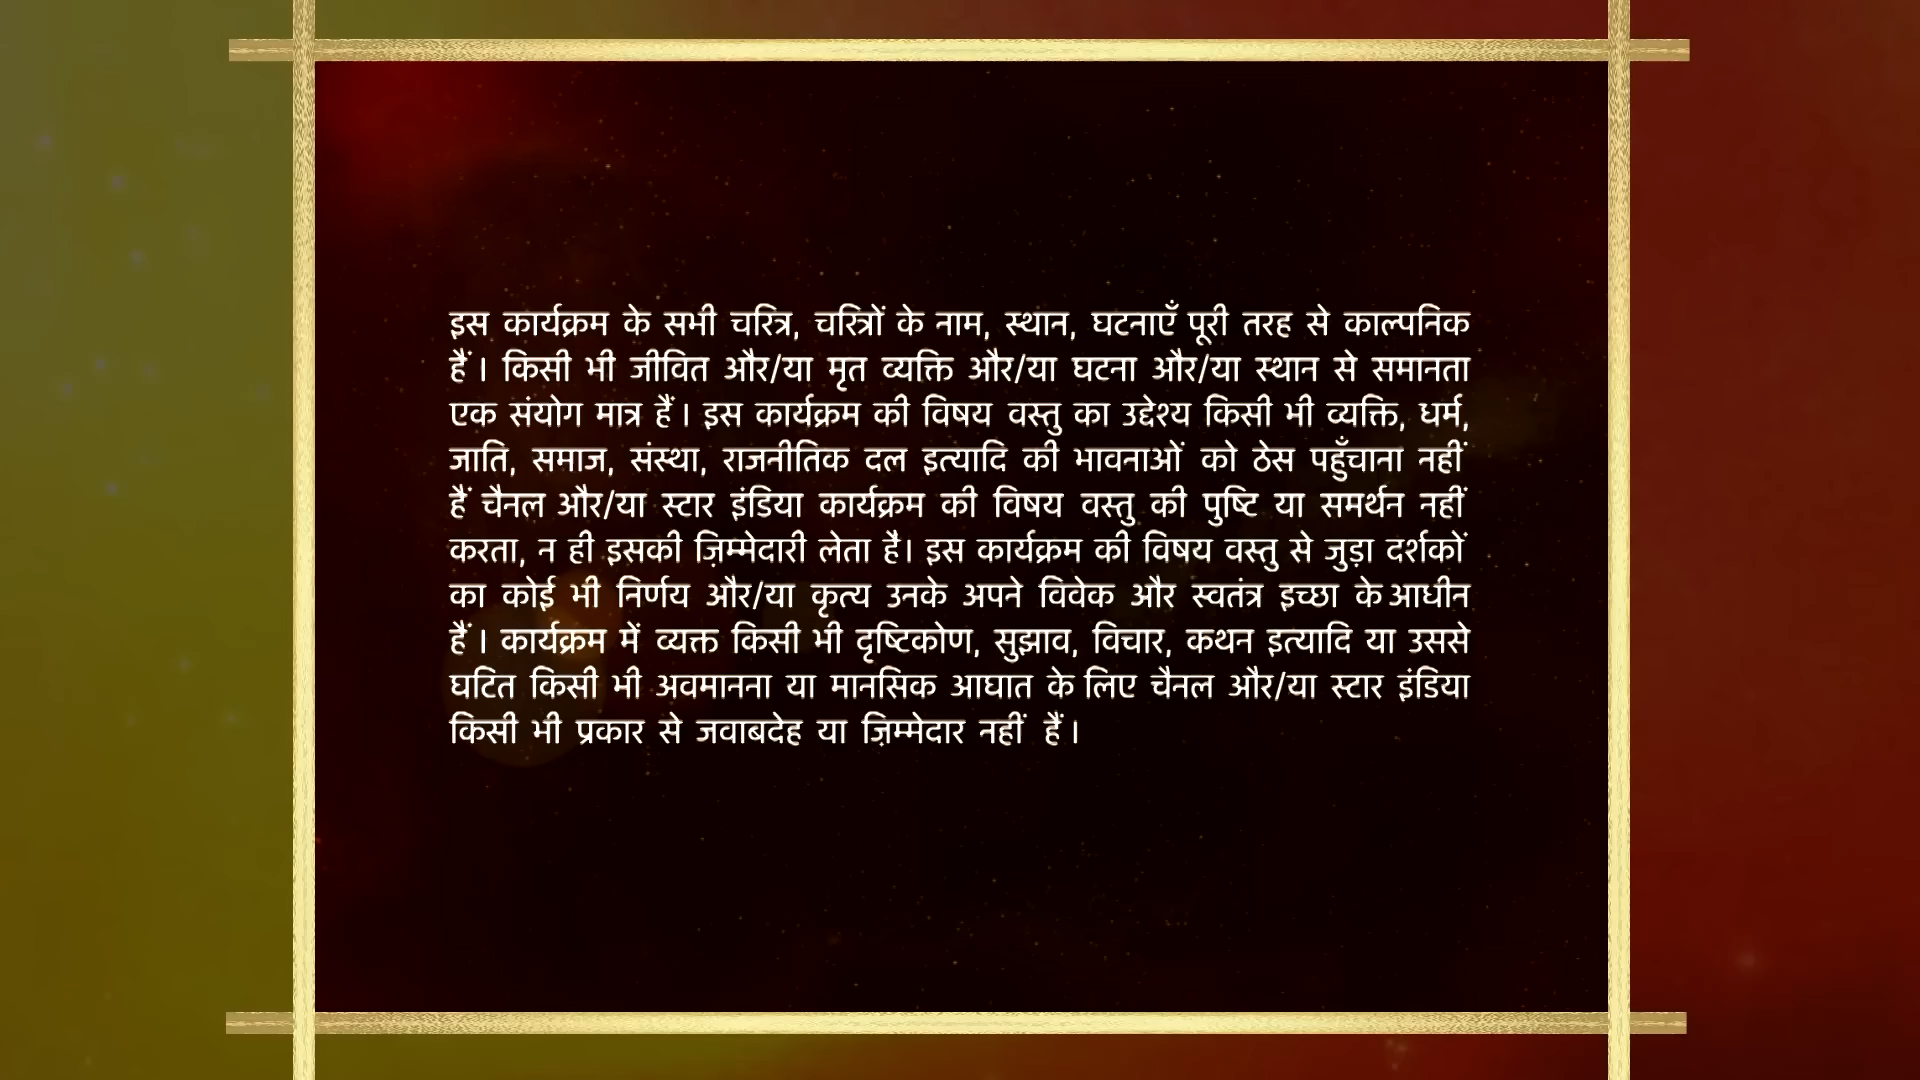 इस कार्यक्रम के सभी चरित्र, चरित्रों के नाम, स्थान, घटनाएँ पूरी तरह से काल्पनिक
हैं। किसी भी जीवित और/या मृत व्यक्ति और/या घटना और/या स्थान से समानता
एक संयोग मात्र हैं। इस कार्यक्रम की विषय वस्तु का उद्देश्य किसी भी व्यक्ति, धर्म,
जाति, समाज, संस्था, राजनीतिक दल इत्यादि की भावनाओं को ठेस पहुँचाना नहीं
हैं चैनल और/या स्टार इंडिया कार्यक्रम की विषय वस्तु की पुष्टि या समर्थन नहीं
करता, न ही इसकी ज़िम्मेदारी लेता है। इस कार्यक्रम की विषय वस्तु से जुड़ा दर्शकों
का कोई भी निर्णय और/या कृत्य उनके अपने विवेक और स्वतंत्र इच्छा के आधीन
हैं। कार्यक्रम में व्यक्त किसी भी दृष्टिकोण, सुझाव, विचार, कथन इत्यादि या उससे
घटित किसी भी अवमानना या मानसिक आघात के लिए चैनल और/या स्टार इंडिया
किसी भी प्रकार से जवाबदेह या ज़िम्मेदार नहीं हैं।